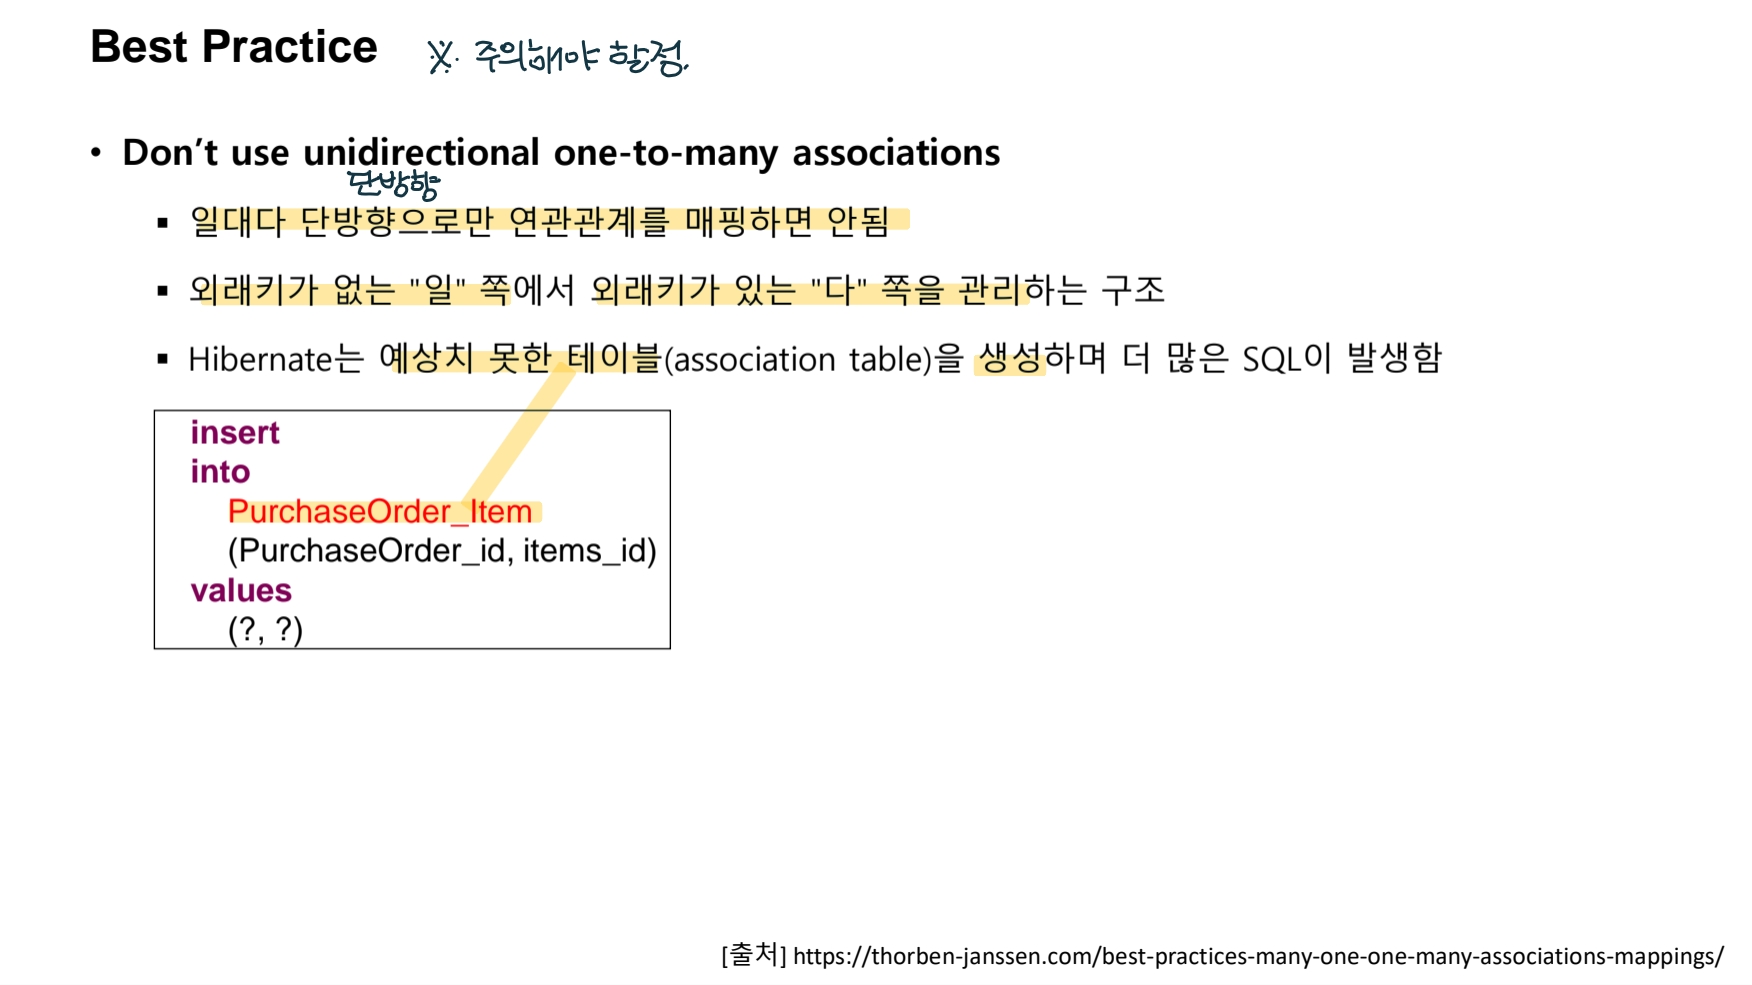 Best Practice ※. 주의해야 할점.
• Don't use unidirectional one-to-many associations
단방향
▪ 일대다 단방향으로만 연관관계를 매핑하면 안됨
▪ 외래키가 없는 "일" 쪽에서 외래키가 있는 "다" 쪽을 관리하는 구조
▪ Hibernate는 예상치 못한 테이블(association table)을 생성하며 더 많은 SQL이 발생함
insert
into
PurchaseOrder_Item
(PurchaseOrder_id, items_id)
values
(?, ?)
[출처] https://thorben-janssen.com/best-practices-many-one-one-many-associations-mappings/